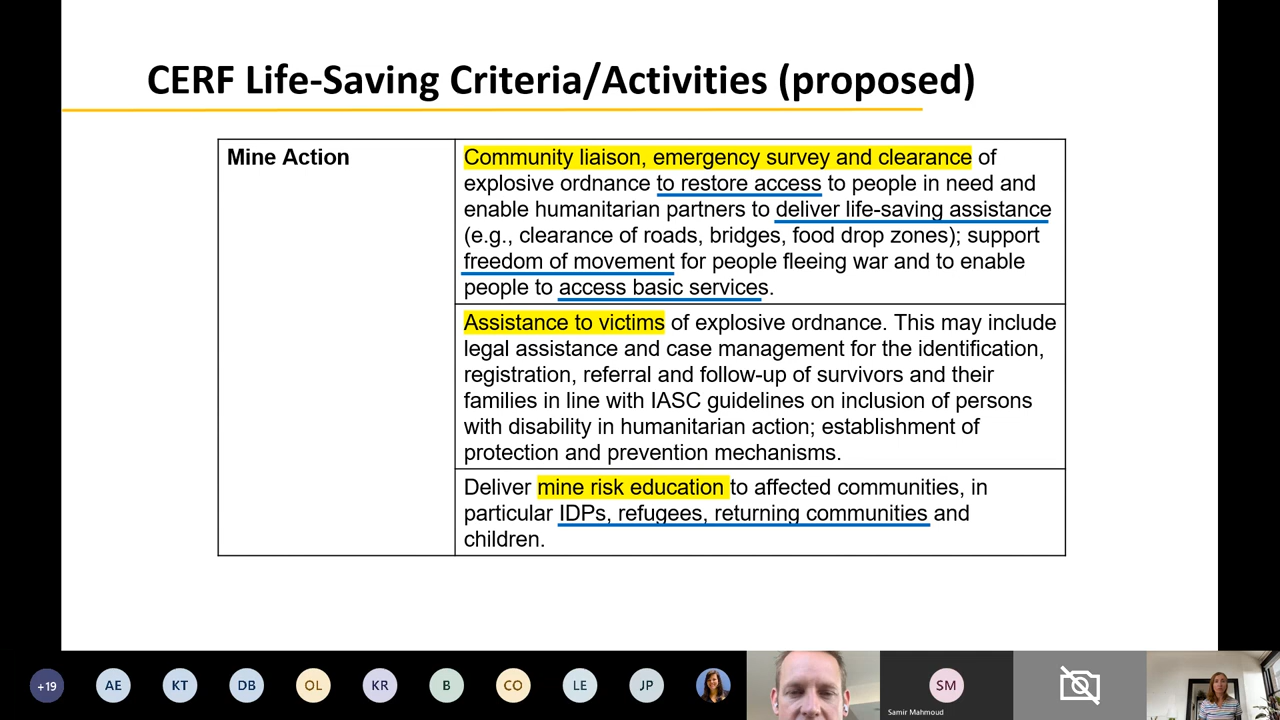 CERF Life-Saving Criteria/Activities (proposed)
Mine Action
Community liaison, emergency survey and clearance of
explosive ordnance to restore access to people in need and
enable humanitarian partners to deliver life-saving assistance
(e.g., clearance of roads, bridges, food drop zones); support
freedom of movement for people fleeing war and to enable
people to access basic services.
Assistance to victims of explosive ordnance. This may include
legal assistance and case management for the identification,
registration, referral and follow-up of survivors and their
families in line with IASC guidelines on inclusion of persons
with disability in humanitarian action; establishment of
protection and prevention mechanisms.
Deliver mine risk education to affected communities, in
particular IDPs, refugees, returning communities and
children.
+19 AE KT DB OL KR B CO LE JP SM
Samir Mahmoud